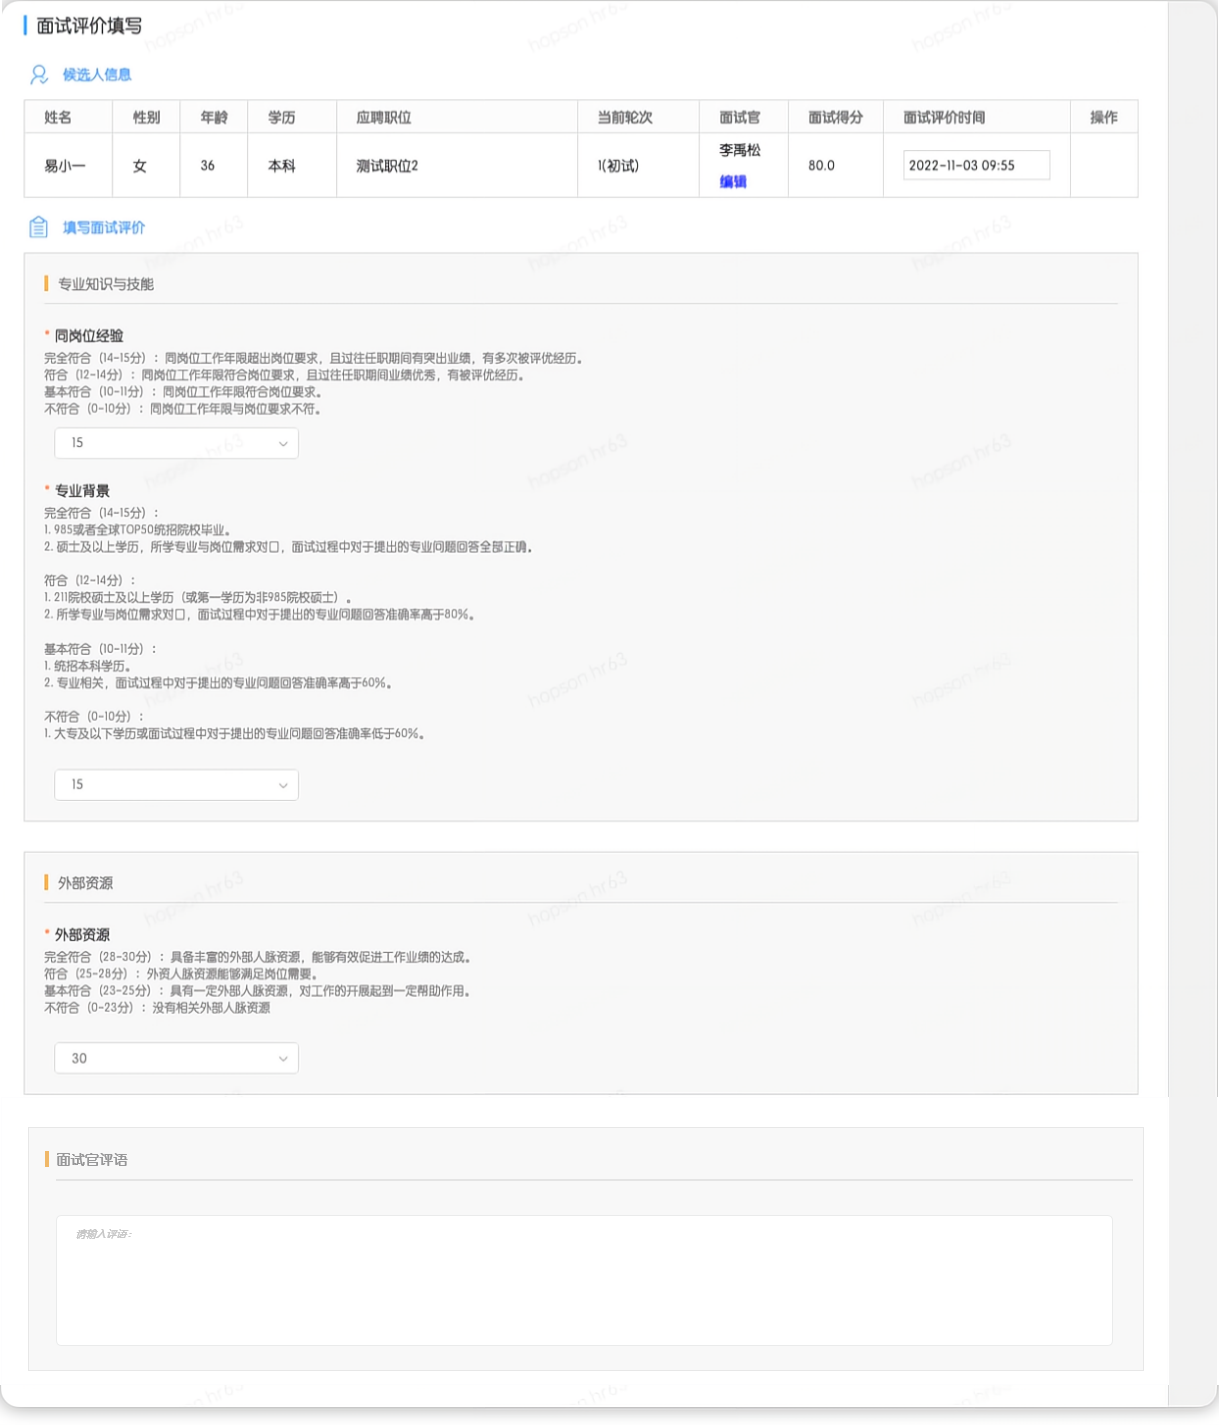 面试评价填写
候选人信息
姓名 性别 年龄 学历 应聘职位 当前轮次 面试官 面试得分 面试评价时间 操作
易小一 女 36 本科 测试职位2 1(初试) 李禹松 80.0 2022-11-03 09:55
编辑
填写面试评价
专业知识与技能
* 同岗位经验
完全符合（14-15分）：同岗位工作年限超出岗位要求，且过往任职期间有突出业绩，有多次被评优经历。
符合（12-14分）：同岗位工作年限符合岗位要求，且过往任职期间业绩优秀，有被评优经历。
基本符合（10-11分）：同岗位工作年限符合岗位要求。
不符合（0-10分）：同岗位工作年限与岗位要求不符。
15
* 专业背景
完全符合（14-15分）：
1. 985或者全球TOP50统招院校毕业。
2. 硕士及以上学历，所学专业与岗位需求对口，面试过程中对于提出的专业问题回答全部正确。
符合（12-14分）：
1. 211院校硕士及以上学历（或第一学历为非985院校硕士）。
2. 所学专业与岗位需求对口，面试过程中对于提出的专业问题回答准确率高于80%。
基本符合（10-11分）：
1. 统招本科学历。
2. 专业相关，面试过程中对于提出的专业问题回答准确率高于60%。
不符合（0-10分）：
1. 大专及以下学历或面试过程中对于提出的专业问题回答准确率低于60%。
15
外部资源
* 外部资源
完全符合（28-30分）：具备丰富的外部人脉资源，能够有效促进工作业绩的达成。
符合（25-28分）：外资人脉资源能够满足岗位需要。
基本符合（23-25分）：具有一定外部人脉资源，对工作的开展起到一定帮助作用。
不符合（0-23分）：没有相关外部人脉资源
30
面试官评语
请输入评语：
hopson hr63